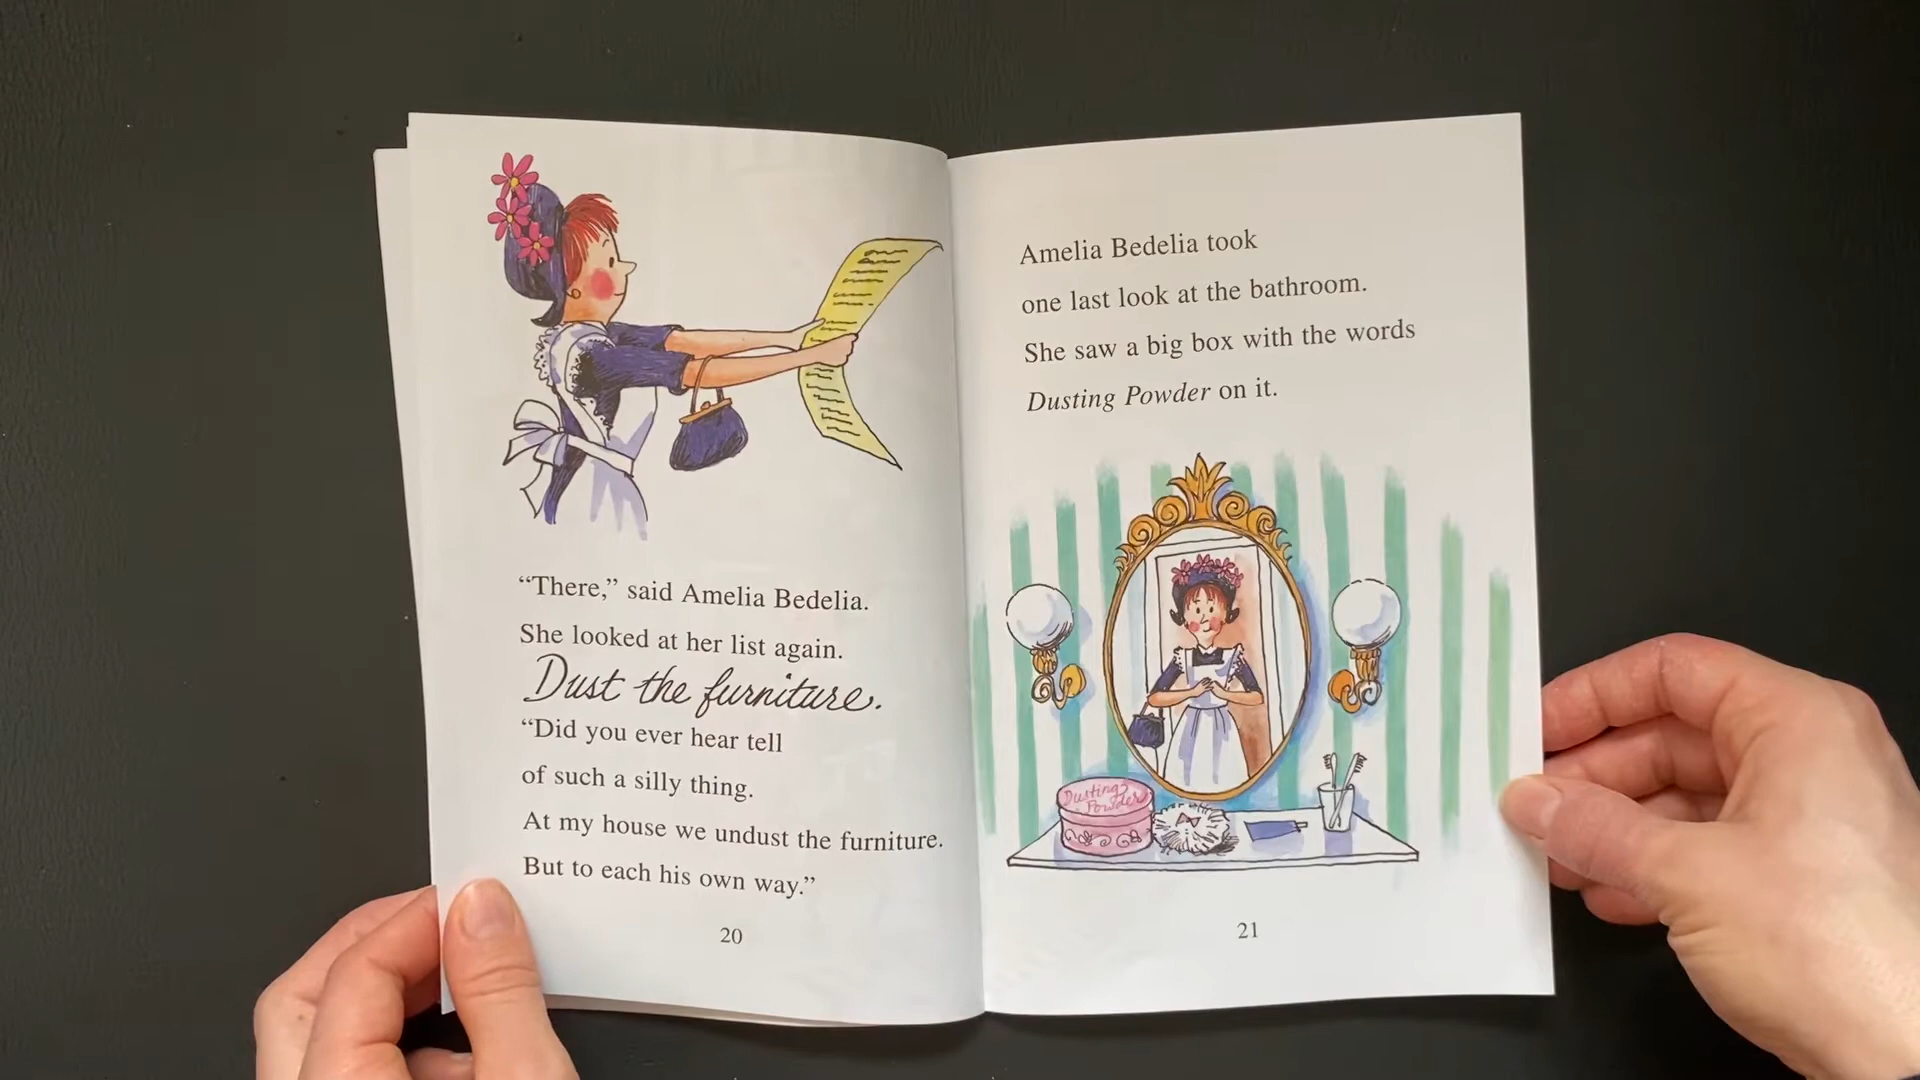 “There,” said Amelia Bedelia.
She looked at her list again.
Dust the furniture.
“Did you ever hear tell
of such a silly thing.
At my house we undust the furniture.
But to each his own way.”
20
Amelia Bedelia took
one last look at the bathroom.
She saw a big box with the words
Dusting Powder on it.
Dusting
Powder
21